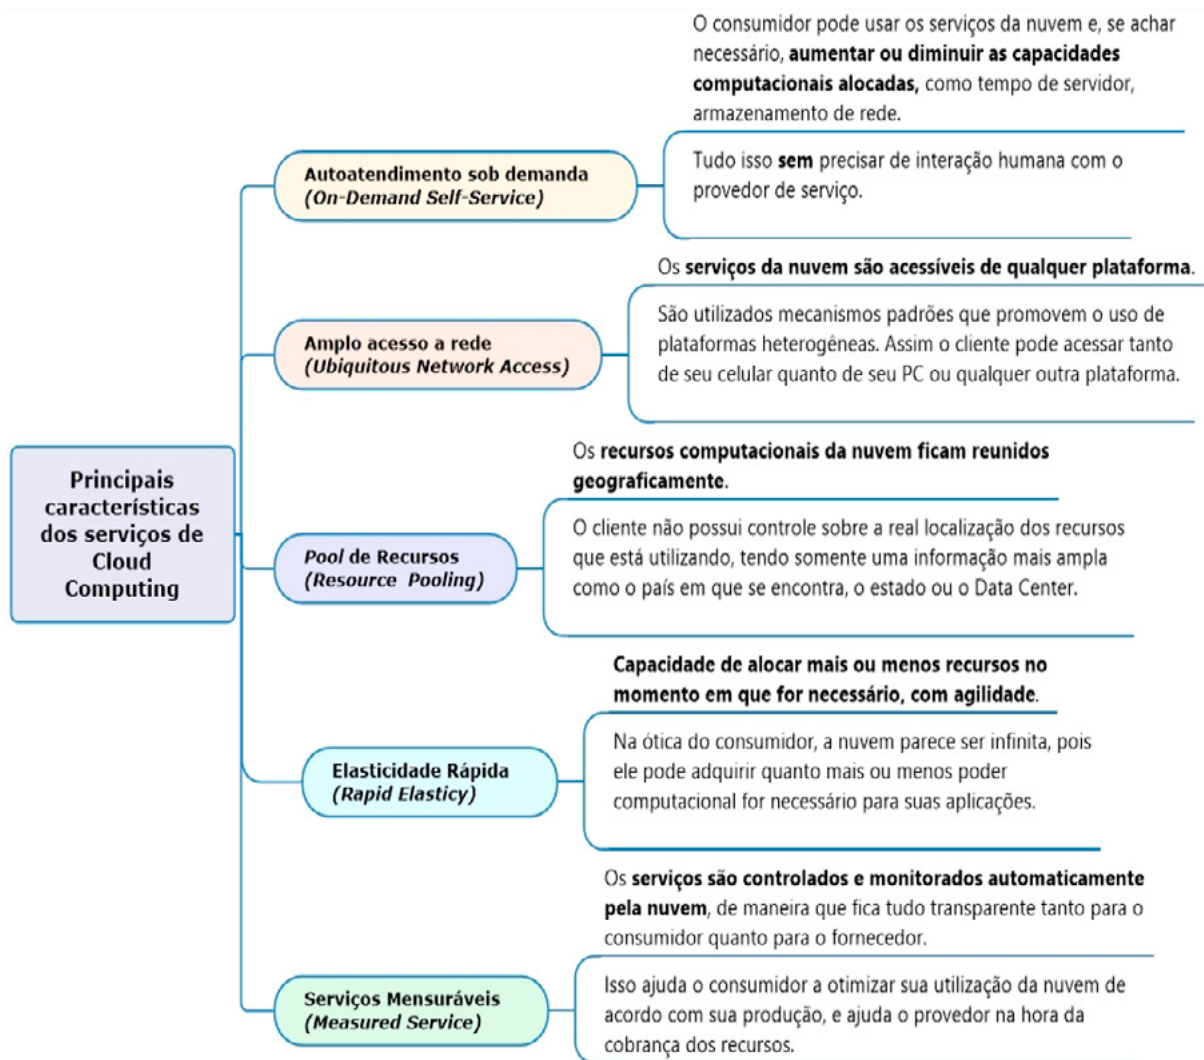 Principais
características
dos serviços de
Cloud
Computing
Autoatendimento sob demanda
(On-Demand Self-Service)
O consumidor pode usar os serviços da nuvem e, se achar
necessário, aumentar ou diminuir as capacidades
computacionais alocadas, como tempo de servidor,
armazenamento de rede.
Tudo isso sem precisar de interação humana com o
provedor de serviço.
Amplo acesso a rede
(Ubiquitous Network Access)
Os serviços da nuvem são acessíveis de qualquer plataforma.
São utilizados mecanismos padrões que promovem o uso de
plataformas heterogêneas. Assim o cliente pode acessar tanto
de seu celular quanto de seu PC ou qualquer outra plataforma.
Pool de Recursos
(Resource Pooling)
Os recursos computacionais da nuvem ficam reunidos
geograficamente.
O cliente não possui controle sobre a real localização dos recursos
que está utilizando, tendo somente uma informação mais ampla
como o país em que se encontra, o estado ou o Data Center.
Elasticidade Rápida
(Rapid Elasticy)
Capacidade de alocar mais ou menos recursos no
momento em que for necessário, com agilidade.
Na ótica do consumidor, a nuvem parece ser infinita, pois
ele pode adquirir quanto mais ou menos poder
computacional for necessário para suas aplicações.
Serviços Mensuráveis
(Measured Service)
Os serviços são controlados e monitorados automaticamente
pela nuvem, de maneira que fica tudo transparente tanto para o
consumidor quanto para o fornecedor.
Isso ajuda o consumidor a otimizar sua utilização da nuvem de
acordo com sua produção, e ajuda o provedor na hora da
cobrança dos recursos.